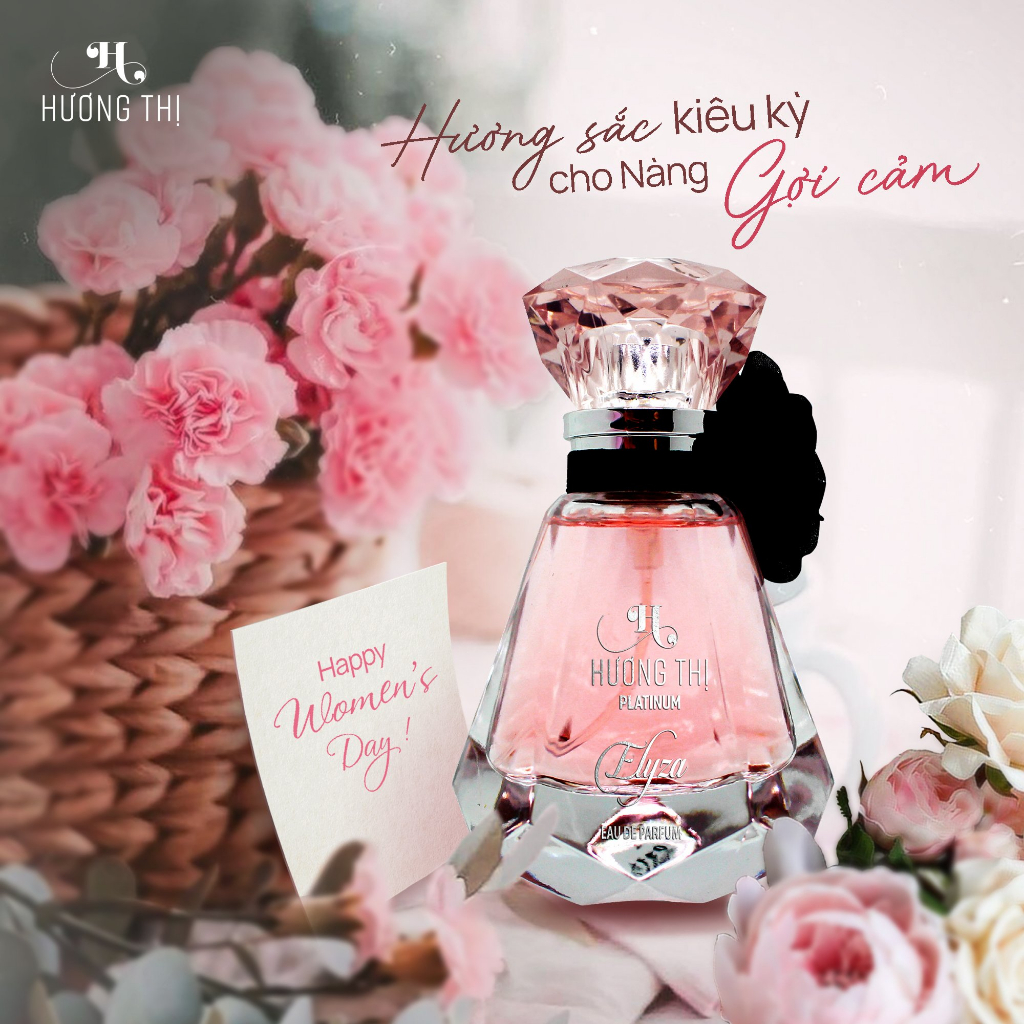 H
HƯƠNG THỊ
Hương sắc kiêu kỳ
cho Nàng Gợi cảm
Happy
Women's
Day!
H
HƯƠNG THỊ
PLATINUM
Elyza
EAU DE PARFUM